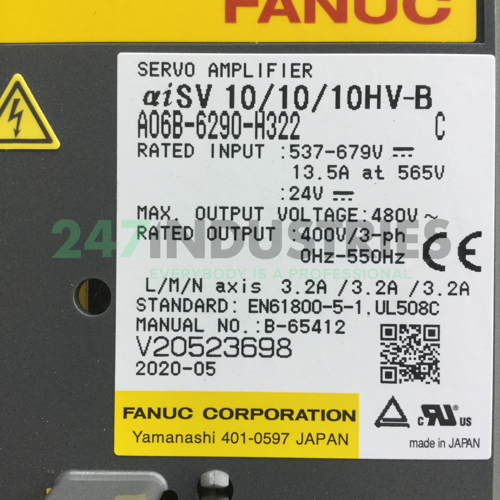 FANUC
SERVO AMPLIFIER
αiSV 10/10/10HV-B
A06B-6290-H322 C
RATED INPUT :537-679V ⎓
13.5A at 565V
:24V ⎓
MAX. OUTPUT VOLTAGE:480V～
RATED OUTPUT :400V/3-ph
0Hz-550Hz
CE
247INDUSTRIES
EVERYBODY IS A PROVIDER
L/M/N axis 3.2A /3.2A /3.2A
STANDARD: EN61800-5-1,UL508C
MANUAL NO.:B-65412
V20523698
2020-05
FANUC CORPORATION
Yamanashi 401-0597 JAPAN
c RU US
made in JAPAN